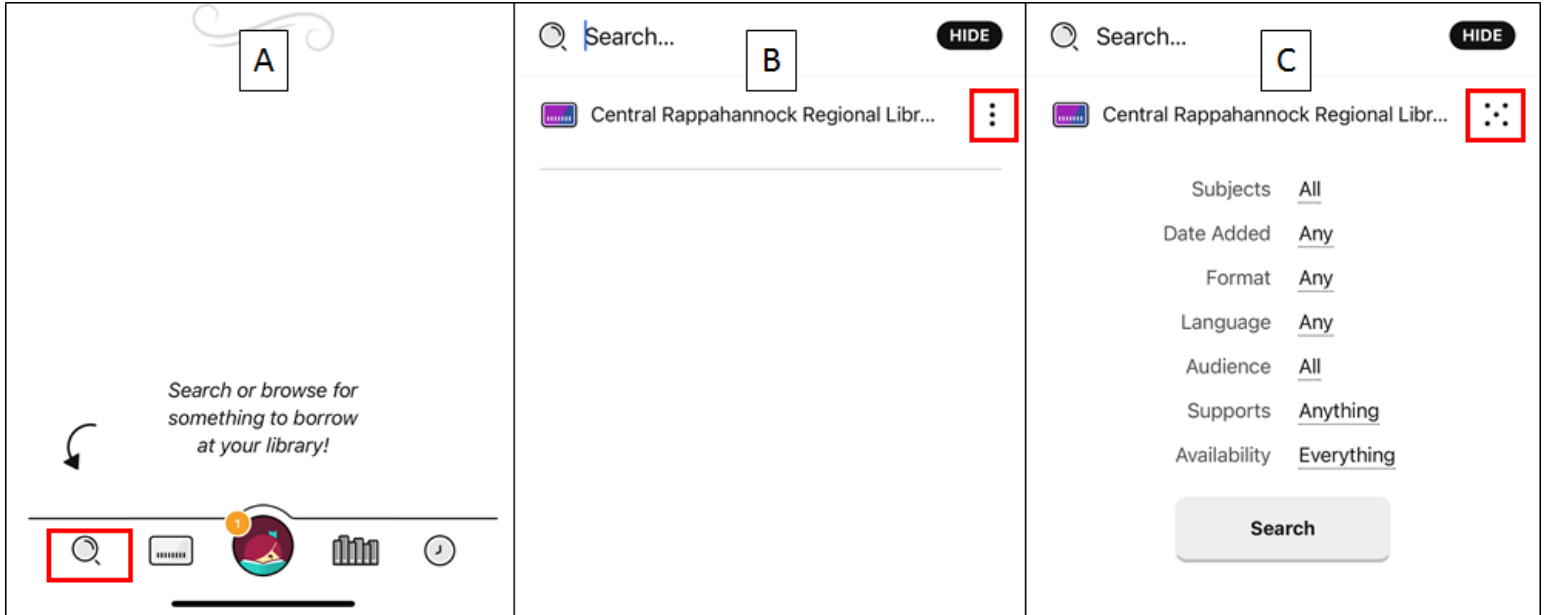 A
Search or browse for
something to borrow
at your library!
1
Search...
HIDE
B
Central Rappahannock Regional Libr...
Search...
HIDE
C
Central Rappahannock Regional Libr...
Subjects All
Date Added Any
Format Any
Language Any
Audience All
Supports Anything
Availability Everything
Search